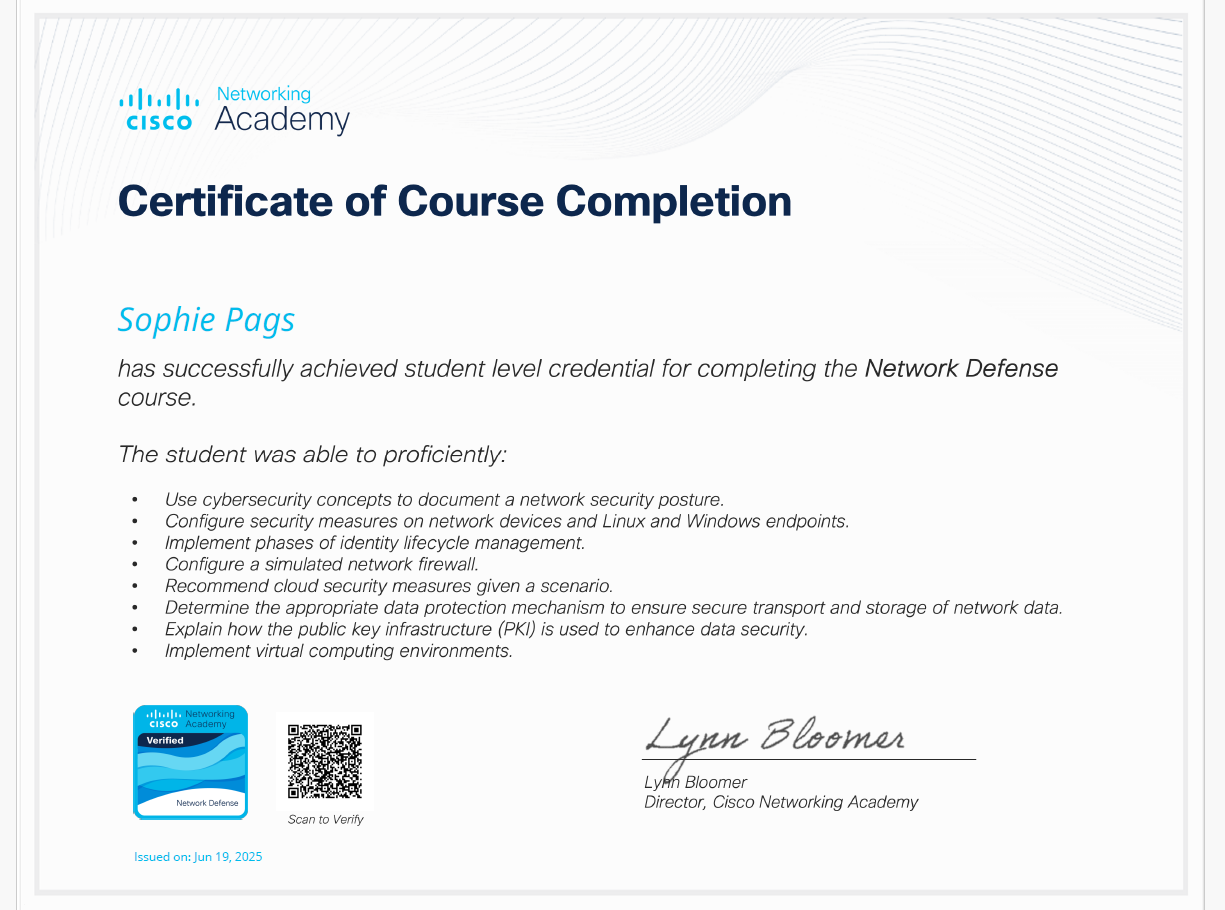 Networking
CISCO Academy
Certificate of Course Completion
Sophie Pags
has successfully achieved student level credential for completing the Network Defense
course.
The student was able to proficiently:
• Use cybersecurity concepts to document a network security posture.
• Configure security measures on network devices and Linux and Windows endpoints.
• Implement phases of identity lifecycle management.
• Configure a simulated network firewall.
• Recommend cloud security measures given a scenario.
• Determine the appropriate data protection mechanism to ensure secure transport and storage of network data.
• Explain how the public key infrastructure (PKI) is used to enhance data security.
• Implement virtual computing environments.
Networking
CISCO Academy
Verified
Network Defense
Scan to Verify
Lynn Bloomer
Lynn Bloomer
Director, Cisco Networking Academy
Issued on: Jun 19, 2025